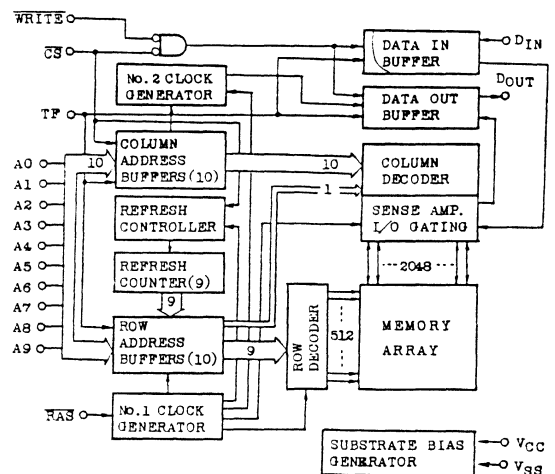 WRITE
CS
TF
A0
A1
A2
A3
A4
A5
A6
A7
A8
A9
RAS
No.2 CLOCK
GENERATOR
COLUMN
ADDRESS
BUFFERS(10)
REFRESH
CONTROLLER
REFRESH
COUNTER(9)
ROW
ADDRESS
BUFFERS(10)
No.1 CLOCK
GENERATOR
10
10
1
9
9
DATA IN
BUFFER
DIN
DATA OUT
BUFFER
DOUT
COLUMN
DECODER
SENSE AMP.
I/O GATING
2048
ROW DECODER
512
MEMORY
ARRAY
SUBSTRATE BIAS
GENERATOR
VCC
VSS